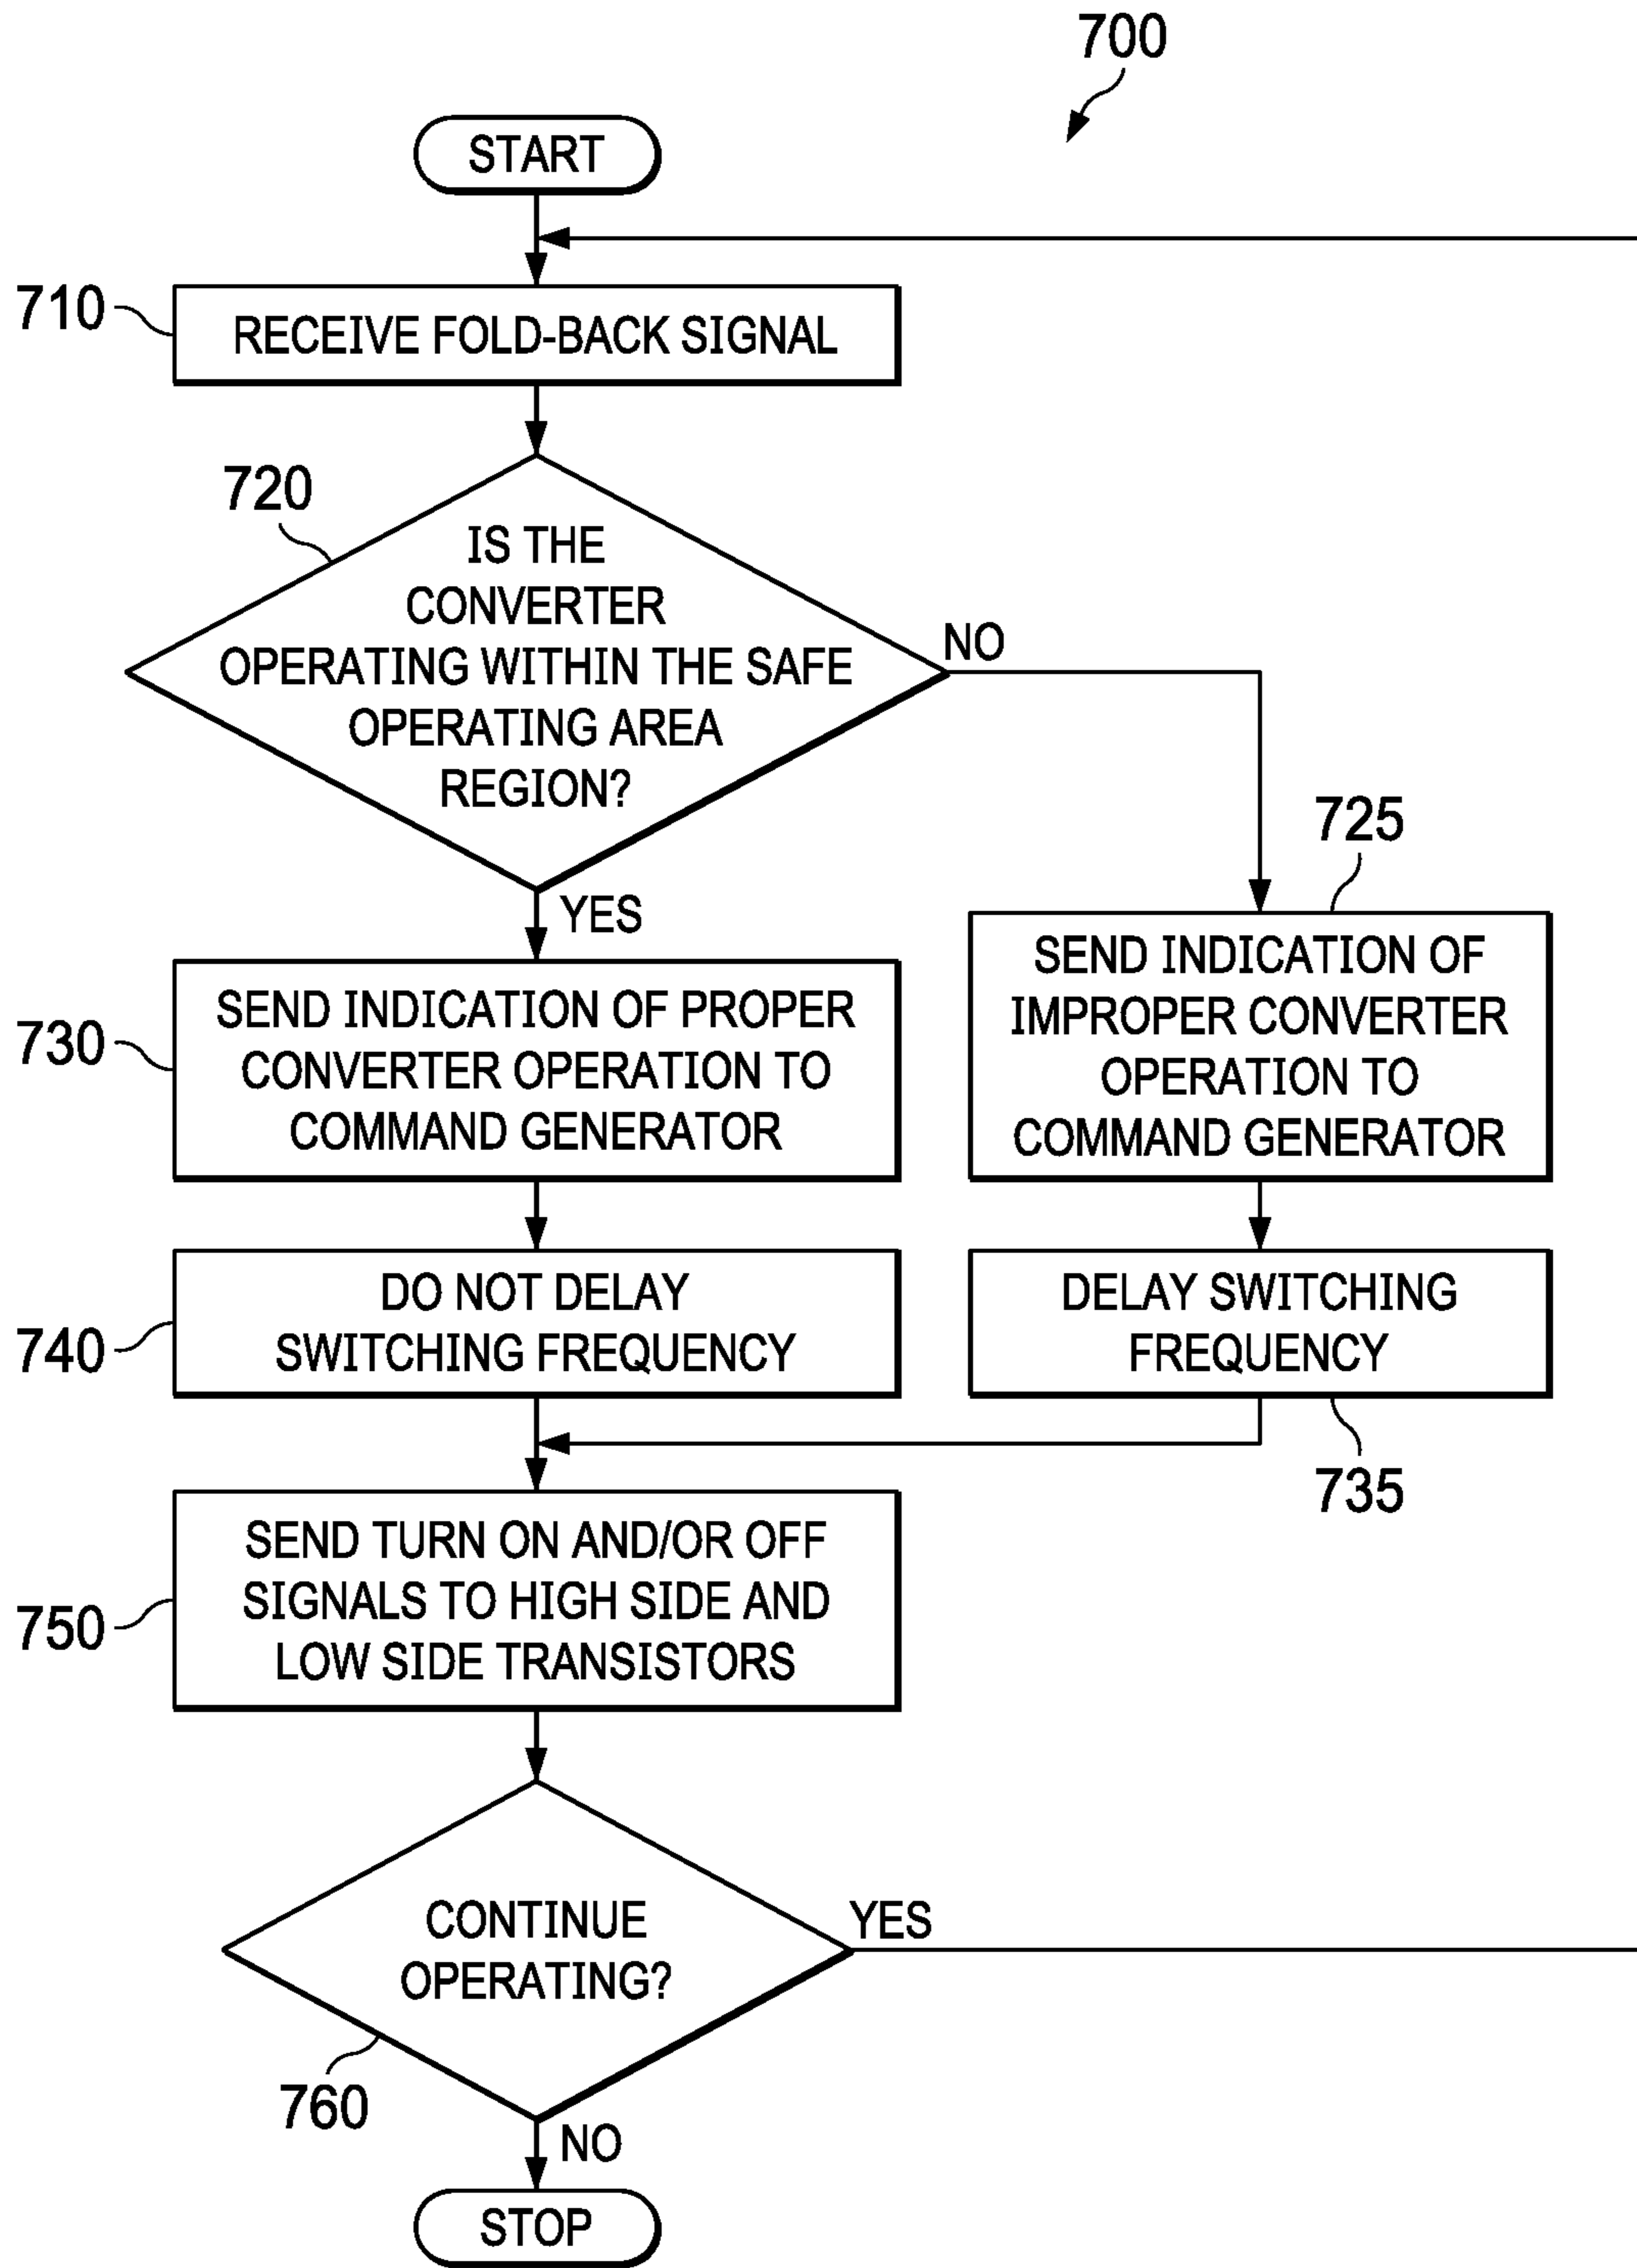 700
START
710
RECEIVE FOLD-BACK SIGNAL
720
IS THE
CONVERTER
OPERATING WITHIN THE SAFE
OPERATING AREA
REGION?
NO
YES
725
SEND INDICATION OF
IMPROPER CONVERTER
OPERATION TO
COMMAND GENERATOR
730
SEND INDICATION OF PROPER
CONVERTER OPERATION TO
COMMAND GENERATOR
740
DO NOT DELAY
SWITCHING FREQUENCY
DELAY SWITCHING
FREQUENCY
735
750
SEND TURN ON AND/OR OFF
SIGNALS TO HIGH SIDE AND
LOW SIDE TRANSISTORS
CONTINUE
OPERATING?
YES
760
NO
STOP